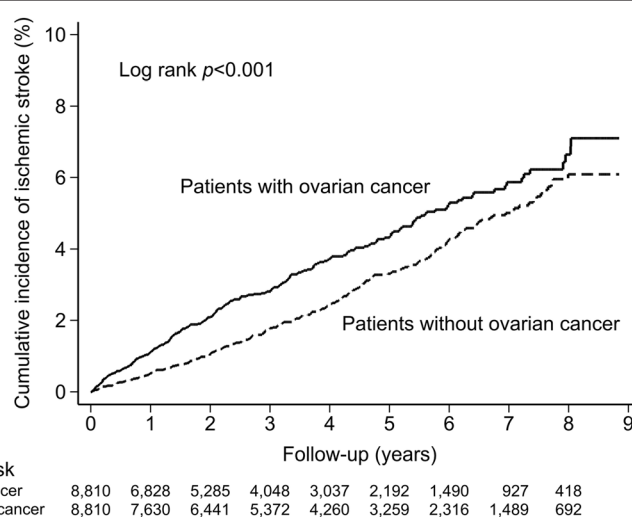 Cumulative incidence of ischemic stroke (%)
10
8
6
4
2
0
Log rank p<0.001
Patients with ovarian cancer
Patients without ovarian cancer
0 1 2 3 4 5 6 7 8 9
Follow-up (years)
sk
cer 8,810 6,828 5,285 4,048 3,037 2,192 1,490 927 418
cancer 8,810 7,630 6,441 5,372 4,260 3,259 2,316 1,489 692